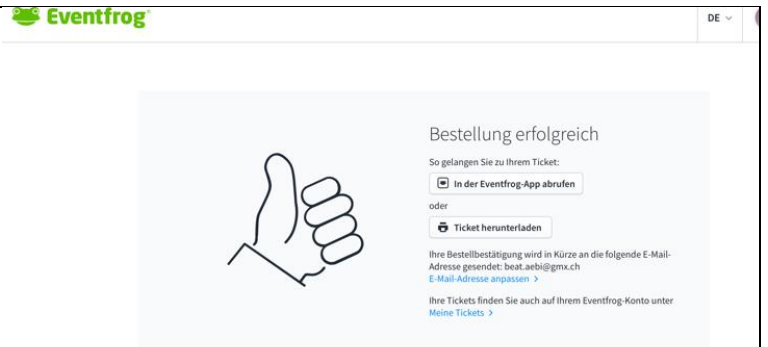 Eventfrog
DE
Bestellung erfolgreich
So gelangen Sie zu Ihrem Ticket:
In der Eventfrog-App abrufen
oder
Ticket herunterladen
Ihre Bestellbestätigung wird in Kürze an die folgende E-Mail-
Adresse gesendet: beat.aebi@gmx.ch
E-Mail-Adresse anpassen >
Ihre Tickets finden Sie auch auf Ihrem Eventfrog-Konto unter
Meine Tickets >